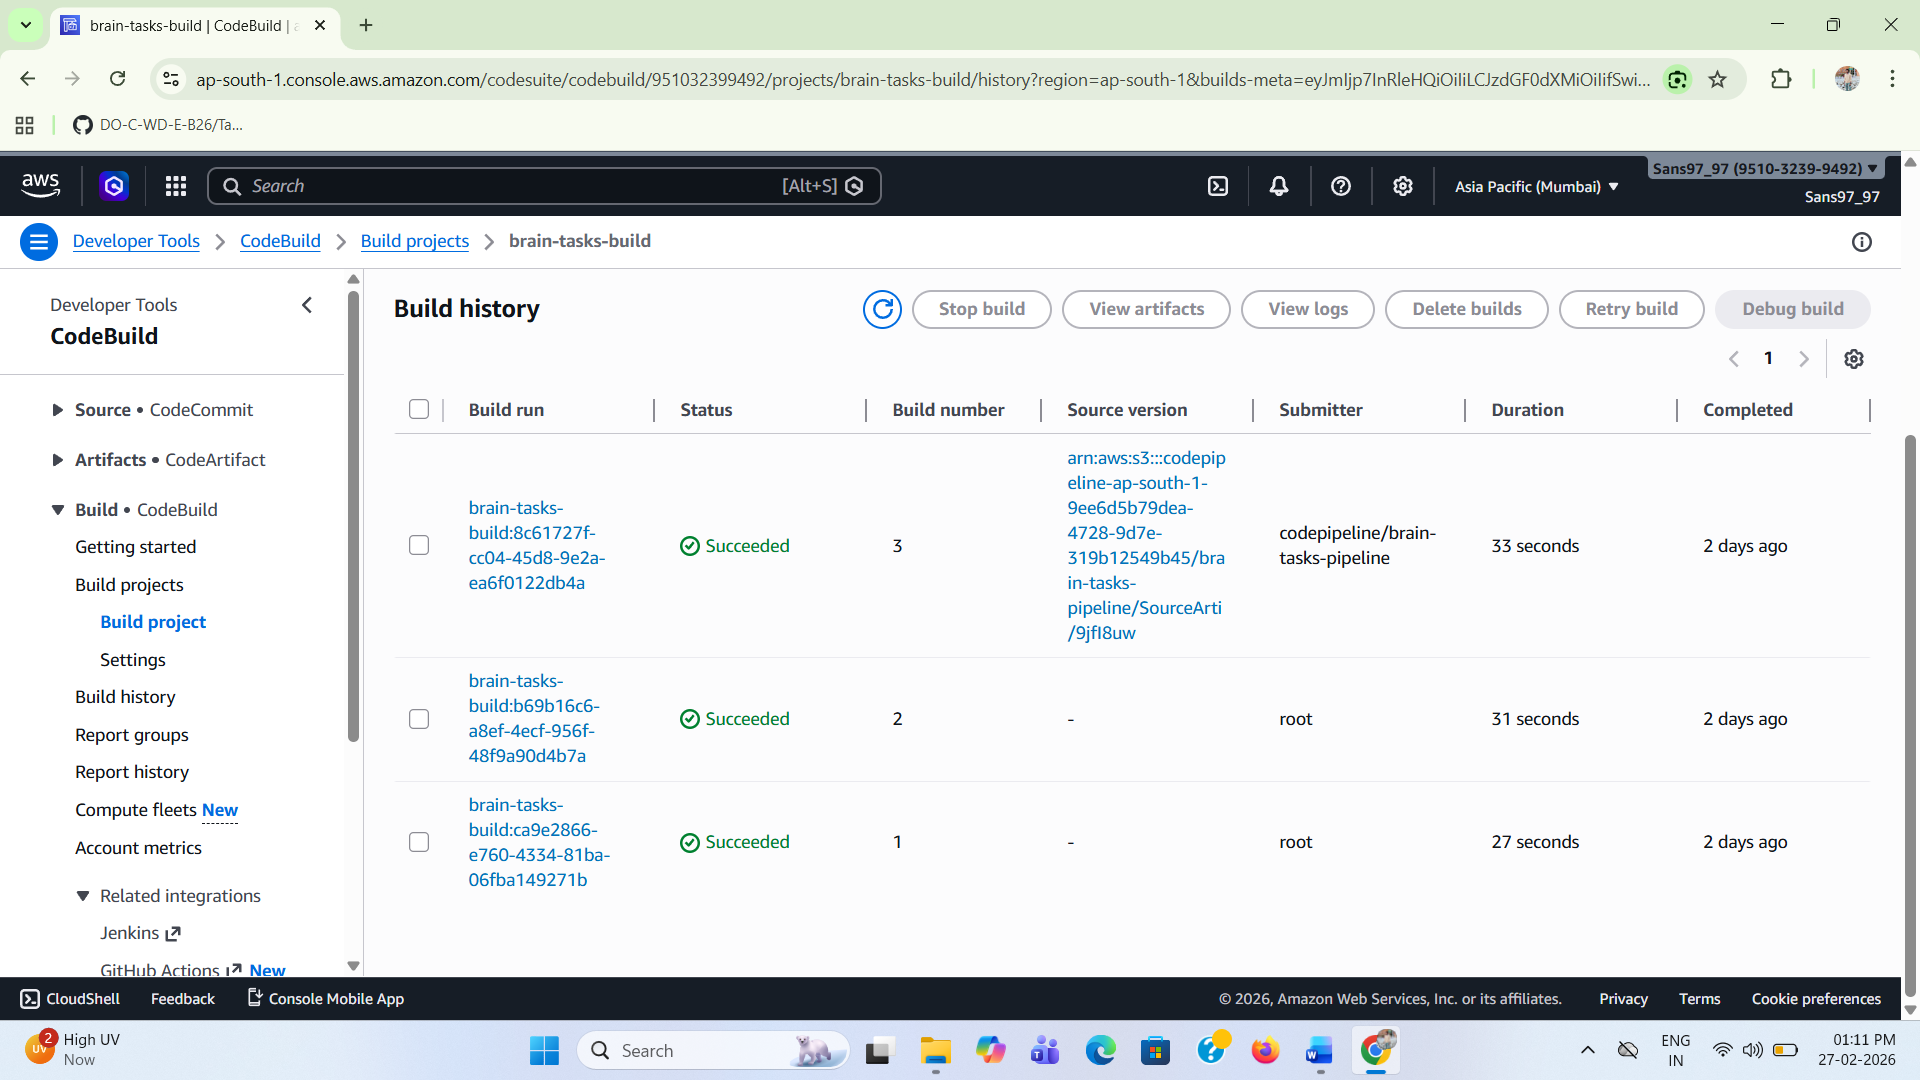 brain-tasks-build | CodeBuild | a
ap-south-1.console.aws.amazon.com/codesuite/codebuild/951032399492/projects/brain-tasks-build/history?region=ap-south-1&builds-meta=eyJmIjp7InRleHQiOiIiLCJzdGF0dXMiOiIifSwi...
DO-C-WD-E-B26/Ta...
aws
Search
[Alt+S]
Asia Pacific (Mumbai)
Sans97_97 (9510-3239-9492)
Sans97_97
Developer Tools
CodeBuild
Build projects
brain-tasks-build
Developer Tools
CodeBuild
Source • CodeCommit
Artifacts • CodeArtifact
Build • CodeBuild
Getting started
Build projects
Build project
Settings
Build history
Report groups
Report history
Compute fleets New
Account metrics
Related integrations
Jenkins
GitHub Actions New
Build history
Stop build
View artifacts
View logs
Delete builds
Retry build
Debug build
1
Build run
Status
Build number
Source version
Submitter
Duration
Completed
brain-tasks-
build:8c61727f-
cc04-45d8-9e2a-
ea6f0122db4a
Succeeded
3
arn:aws:s3:::codepip
eline-ap-south-1-
9ee6d5b79dea-
4728-9d7e-
319b12549b45/bra
in-tasks-
pipeline/SourceArti
/9jfI8uw
codepipeline/brain-
tasks-pipeline
33 seconds
2 days ago
brain-tasks-
build:b69b16c6-
a8ef-4ecf-956f-
48f9a90d4b7a
Succeeded
2
-
root
31 seconds
2 days ago
brain-tasks-
build:ca9e2866-
e760-4334-81ba-
06fba149271b
Succeeded
1
-
root
27 seconds
2 days ago
CloudShell
Feedback
Console Mobile App
© 2026, Amazon Web Services, Inc. or its affiliates.
Privacy
Terms
Cookie preferences
UV
2
High UV
Now
Search
ENG
IN
01:11 PM
27-02-2026